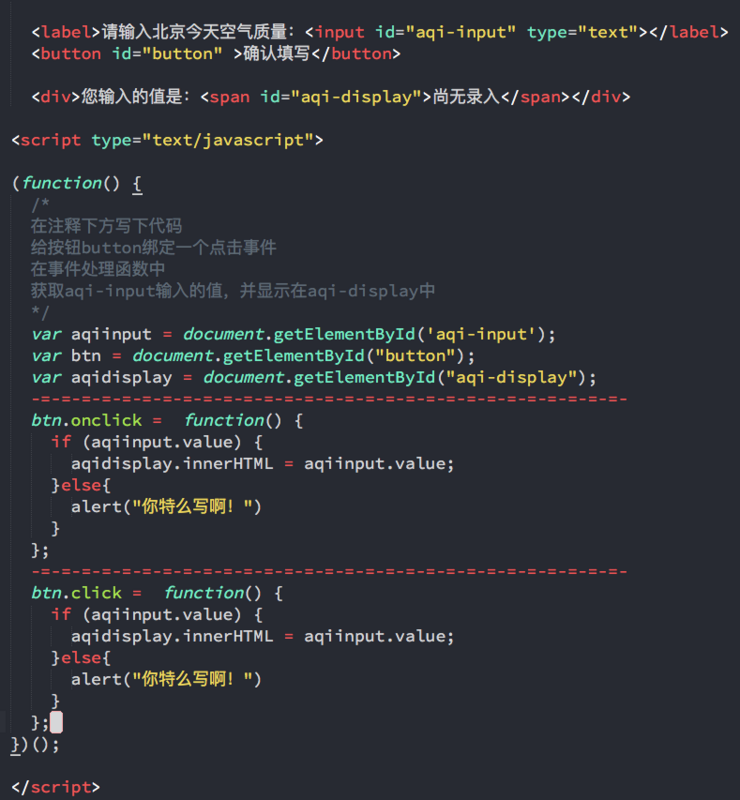 <label>请输入北京今天空气质量：<input id="aqi-input" type="text"></label>
<button id="button" >确认填写</button>
<div>您输入的值是：<span id="aqi-display">尚无录入</span></div>
<script type="text/javascript">
(function() {
/*
在注释下方写下代码
给按钮button绑定一个点击事件
在事件处理函数中
获取aqi-input输入的值，并显示在aqi-display中
*/
var aqiinput = document.getElementById('aqi-input');
var btn = document.getElementById("button");
var aqidisplay = document.getElementById("aqi-display");
-=-=-=-=-=-=-=-=-=-=-=-=-=-=-=-=-=-=-=-=-=-=-=-=-=-=-=-=-=-
btn.onclick =  function() {
if (aqiinput.value) {
aqidisplay.innerHTML = aqiinput.value;
}else{
alert("你特么写啊！")
}
};
-=-=-=-=-=-=-=-=-=-=-=-=-=-=-=-=-=-=-=-=-=-=-=-=-=-=-=-=-=-
btn.click =  function() {
if (aqiinput.value) {
aqidisplay.innerHTML = aqiinput.value;
}else{
alert("你特么写啊！")
}
};
})();
</script>